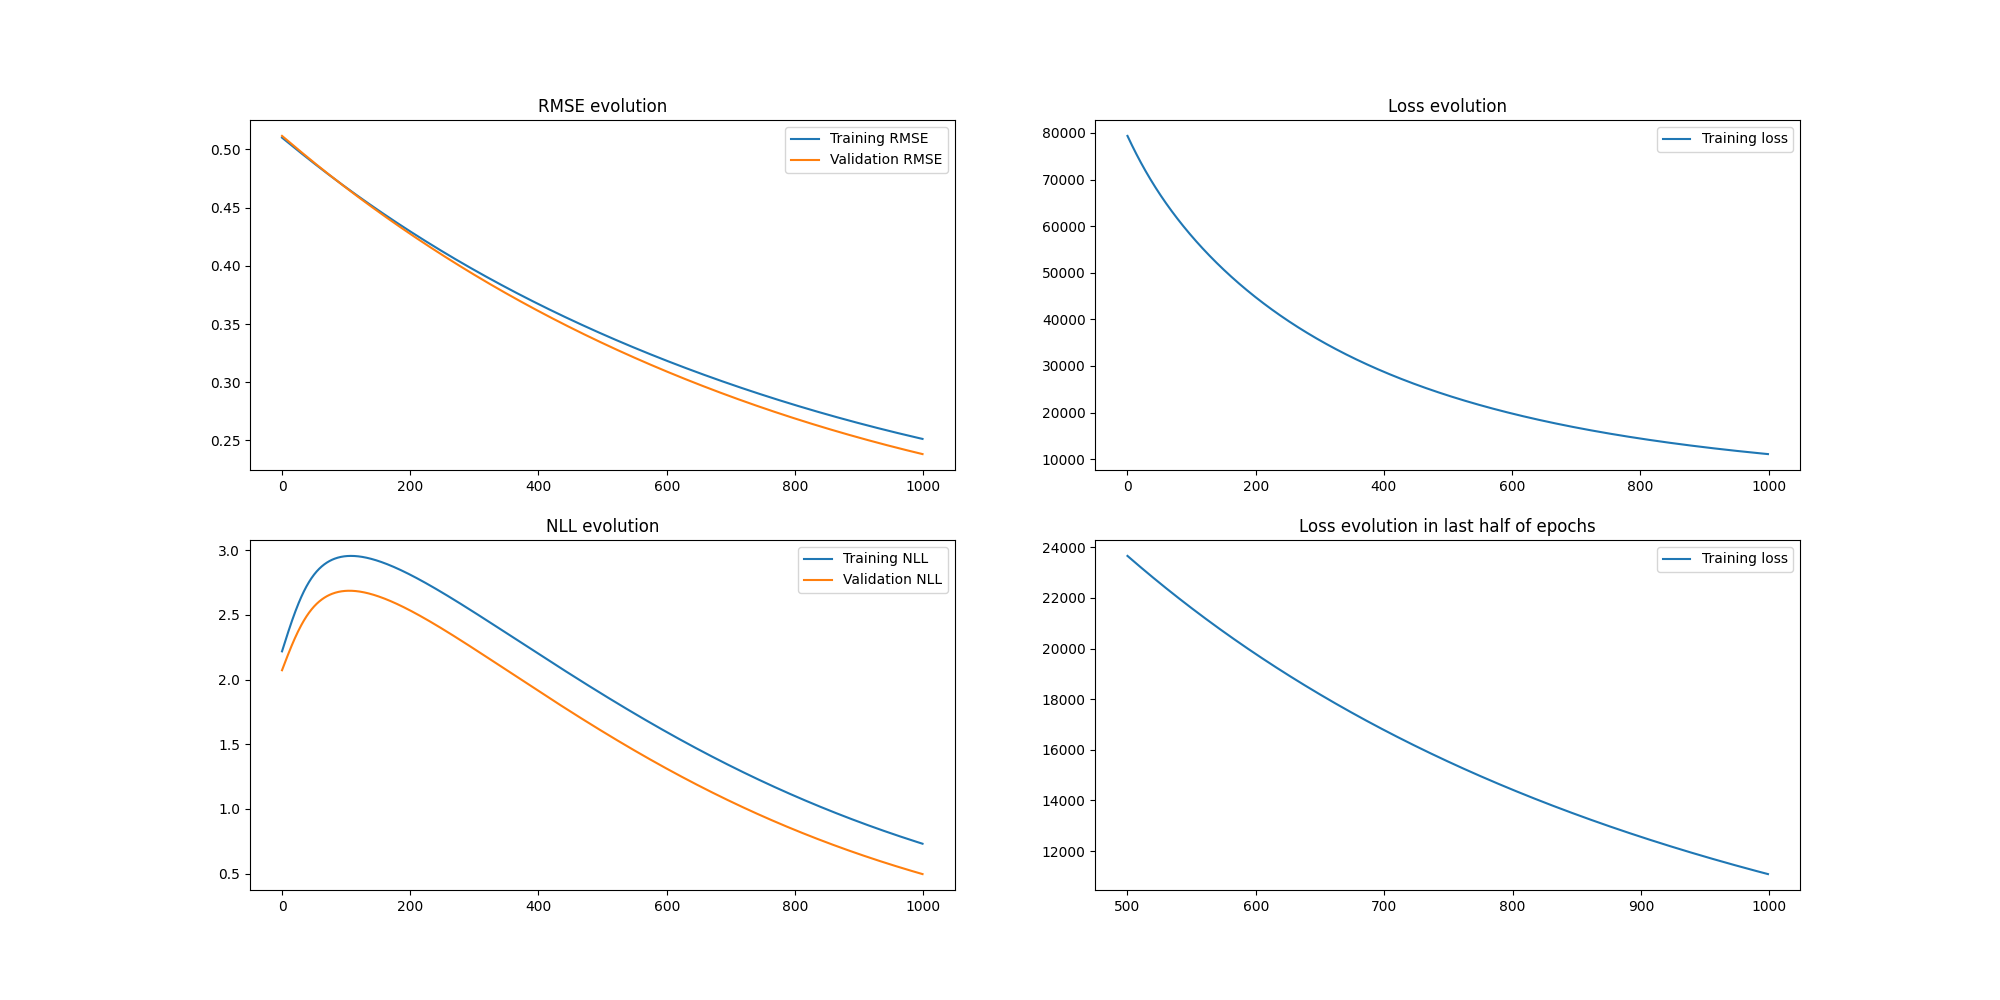 RMSE evolution
0.50
0.45
0.40
0.35
0.30
0.25
0 200 400 600 800 1000
Training RMSE
Validation RMSE
Loss evolution
80000
70000
60000
50000
40000
30000
20000
10000
0 200 400 600 800 1000
Training loss
NLL evolution
3.0
2.5
2.0
1.5
1.0
0.5
0 200 400 600 800 1000
Training NLL
Validation NLL
Loss evolution in last half of epochs
24000
22000
20000
18000
16000
14000
12000
500 600 700 800 900 1000
Training loss